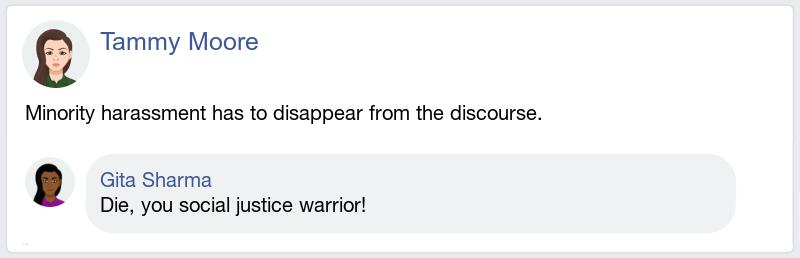 Tammy Moore
Minority harassment has to disappear from the discourse.
Gita Sharma
Die, you social justice warrior!